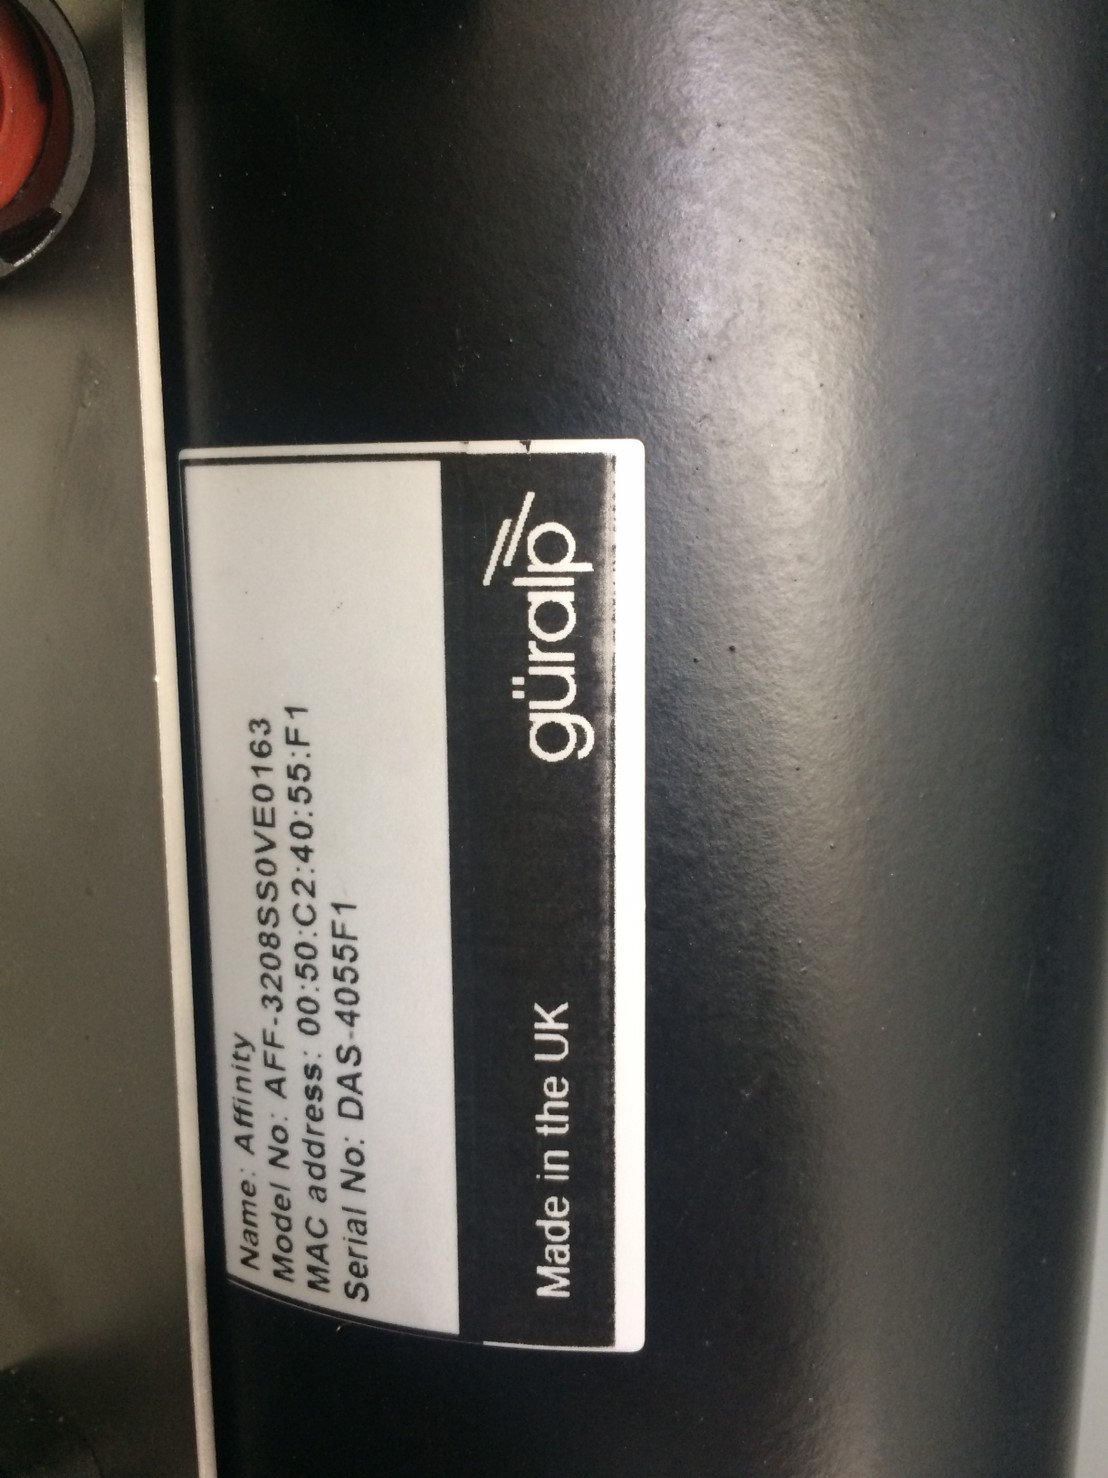 Name: Affinity
Model No: AFF-3208SS0VE0163
MAC address: 00:50:C2:40:55:F1
Serial No: DAS-4055F1
Made in the UK
güralp